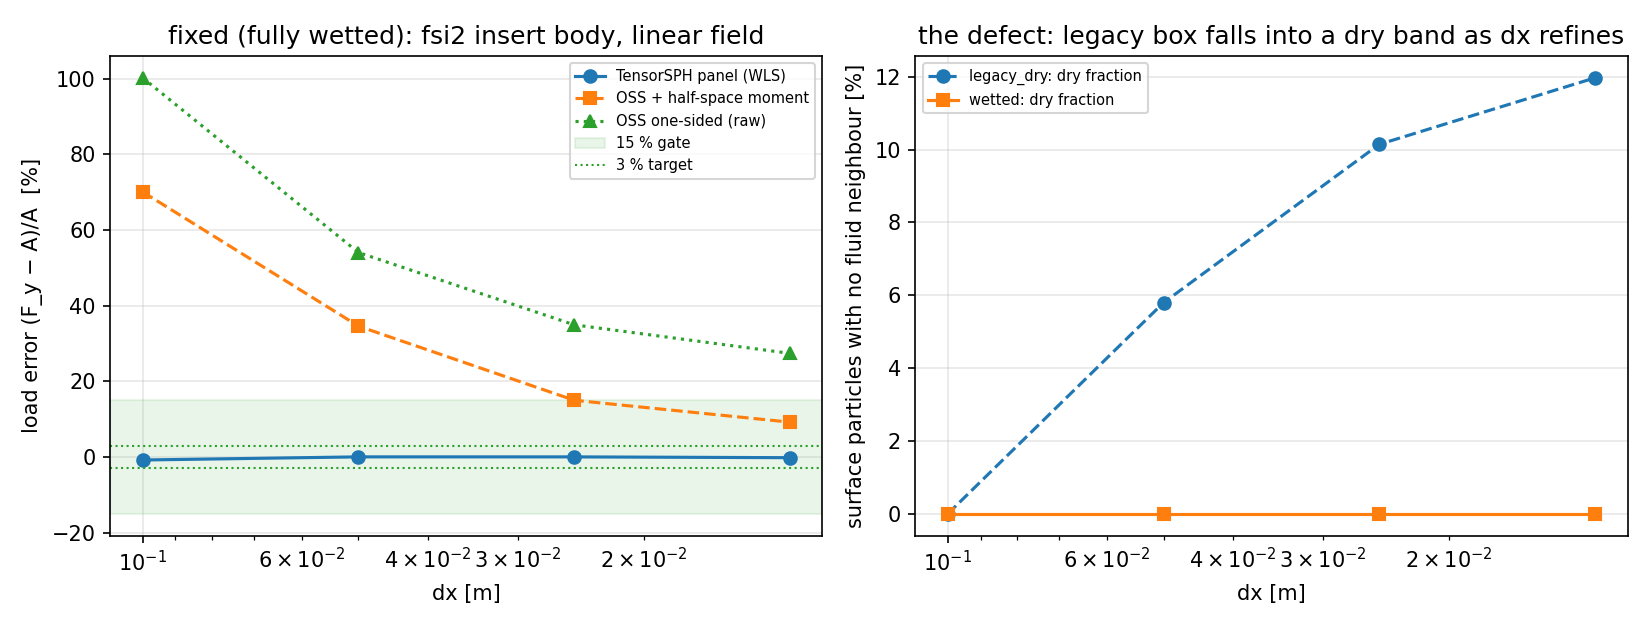 fixed (fully wetted): fsi2 insert body, linear field
load error (F_y − A)/A [%]
100
80
60
40
20
0
−20
TensorSPH panel (WLS)
OSS + half-space moment
OSS one-sided (raw)
15 % gate
3 % target
10⁻¹
6 × 10⁻²
4 × 10⁻²
3 × 10⁻²
2 × 10⁻²
dx [m]
the defect: legacy box falls into a dry band as dx refines
surface particles with no fluid neighbour [%]
12
10
8
6
4
2
0
legacy_dry: dry fraction
wetted: dry fraction
10⁻¹
6 × 10⁻²
4 × 10⁻²
3 × 10⁻²
2 × 10⁻²
dx [m]